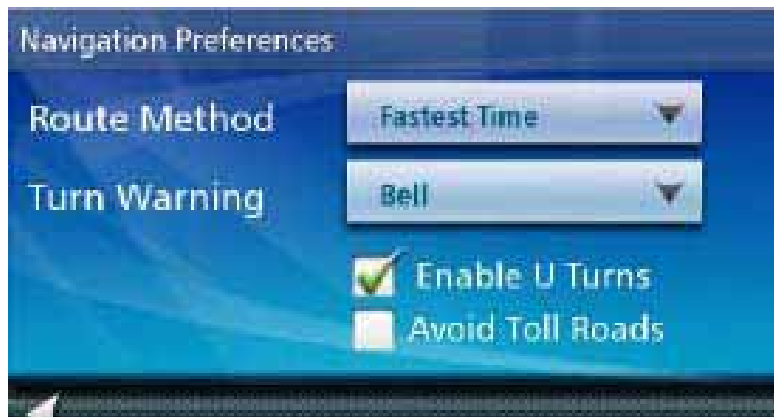 Navigation Preferences
Route Method Fastest Time
Turn Warning Bell
Enable U Turns
Avoid Toll Roads